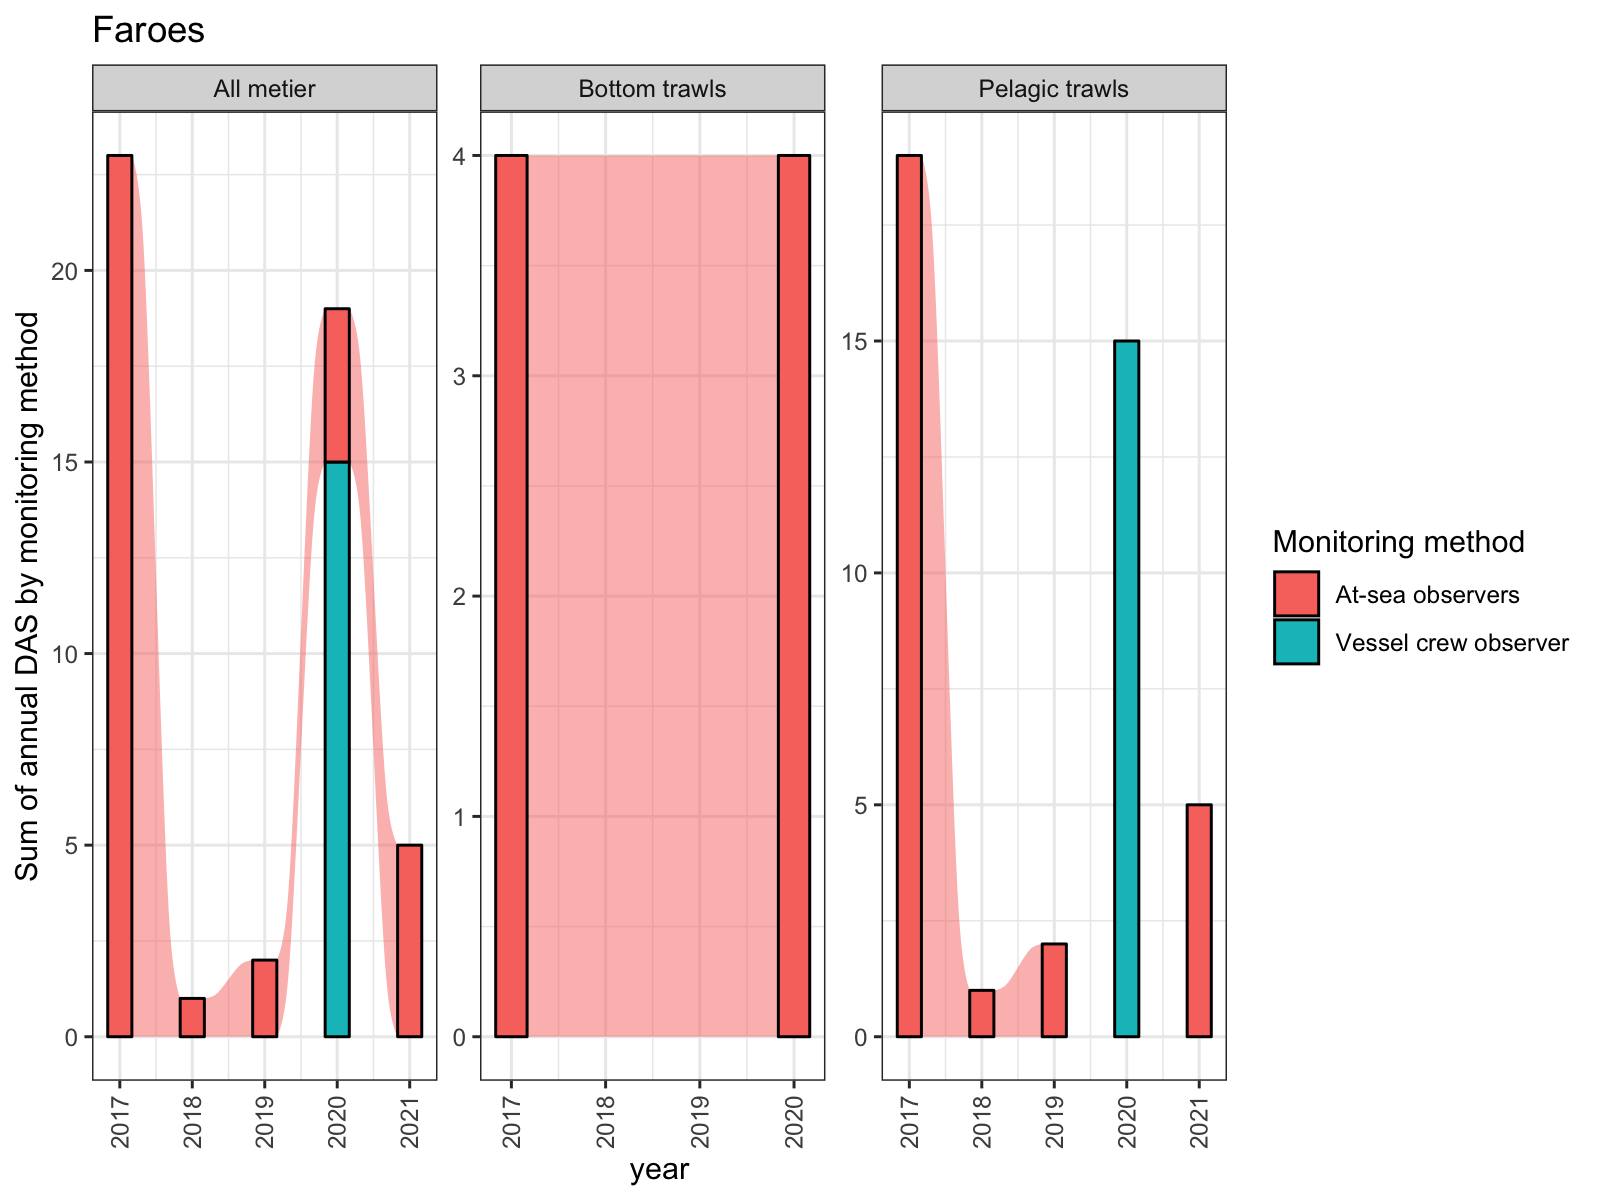 Faroes
All metier
Bottom trawls
Pelagic trawls
Sum of annual DAS by monitoring method
20
15
10
5
0
4
3
2
1
0
15
10
5
0
2017 2018 2019 2020 2021
2017 2018 2019 2020
2017 2018 2019 2020 2021
year
Monitoring method
At-sea observers
Vessel crew observer